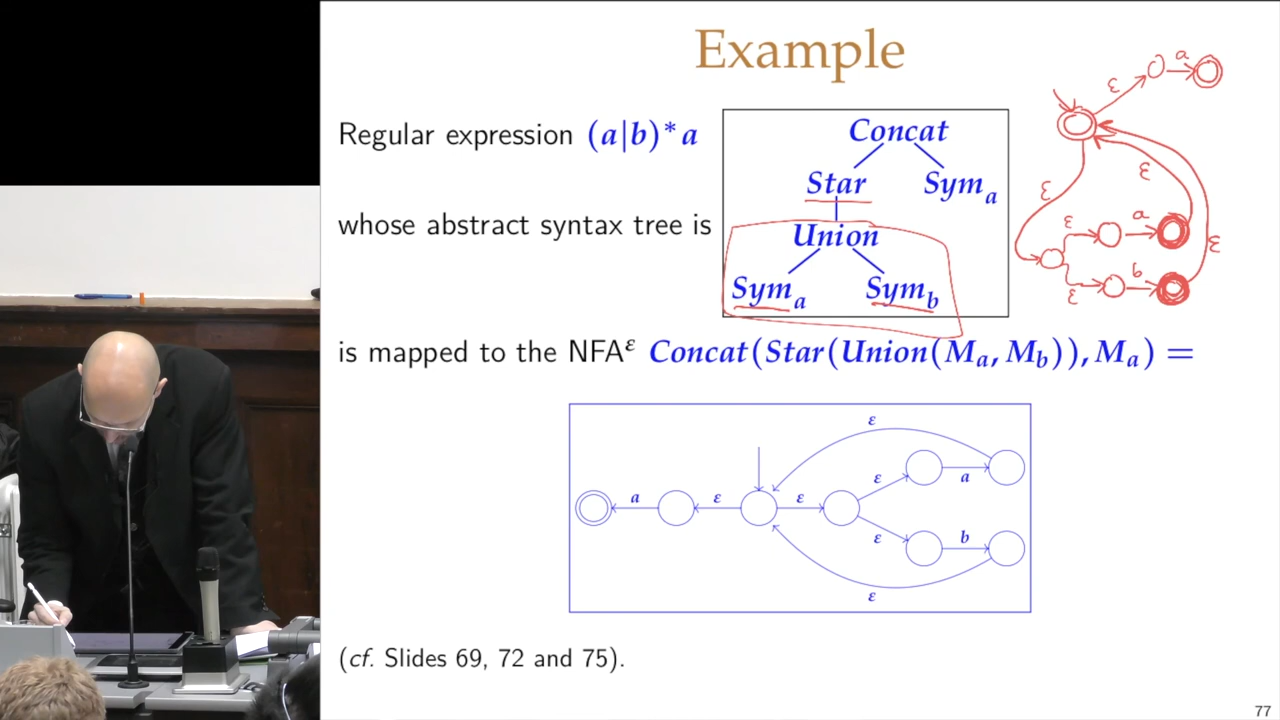 Example
Regular expression (a|b)*a
whose abstract syntax tree is
Concat
Star Sym_a
Union
Sym_a Sym_b
ε a
ε
ε
ε a
ε
ε b
is mapped to the NFA^ε Concat(Star(Union(M_a, M_b)), M_a) =
ε
ε a
a ε ε
ε b
ε
(cf. Slides 69, 72 and 75).
77